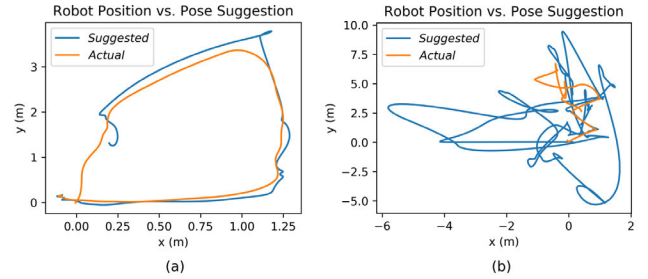 Robot Position vs. Pose Suggestion
Suggested
Actual
y (m)
3
2
1
0
0.00 0.25 0.50 0.75 1.00 1.25
x (m)
(a)
Robot Position vs. Pose Suggestion
Suggested
Actual
y (m)
10.0
7.5
5.0
2.5
0.0
−2.5
−5.0
−6 −4 −2 0 2
x (m)
(b)